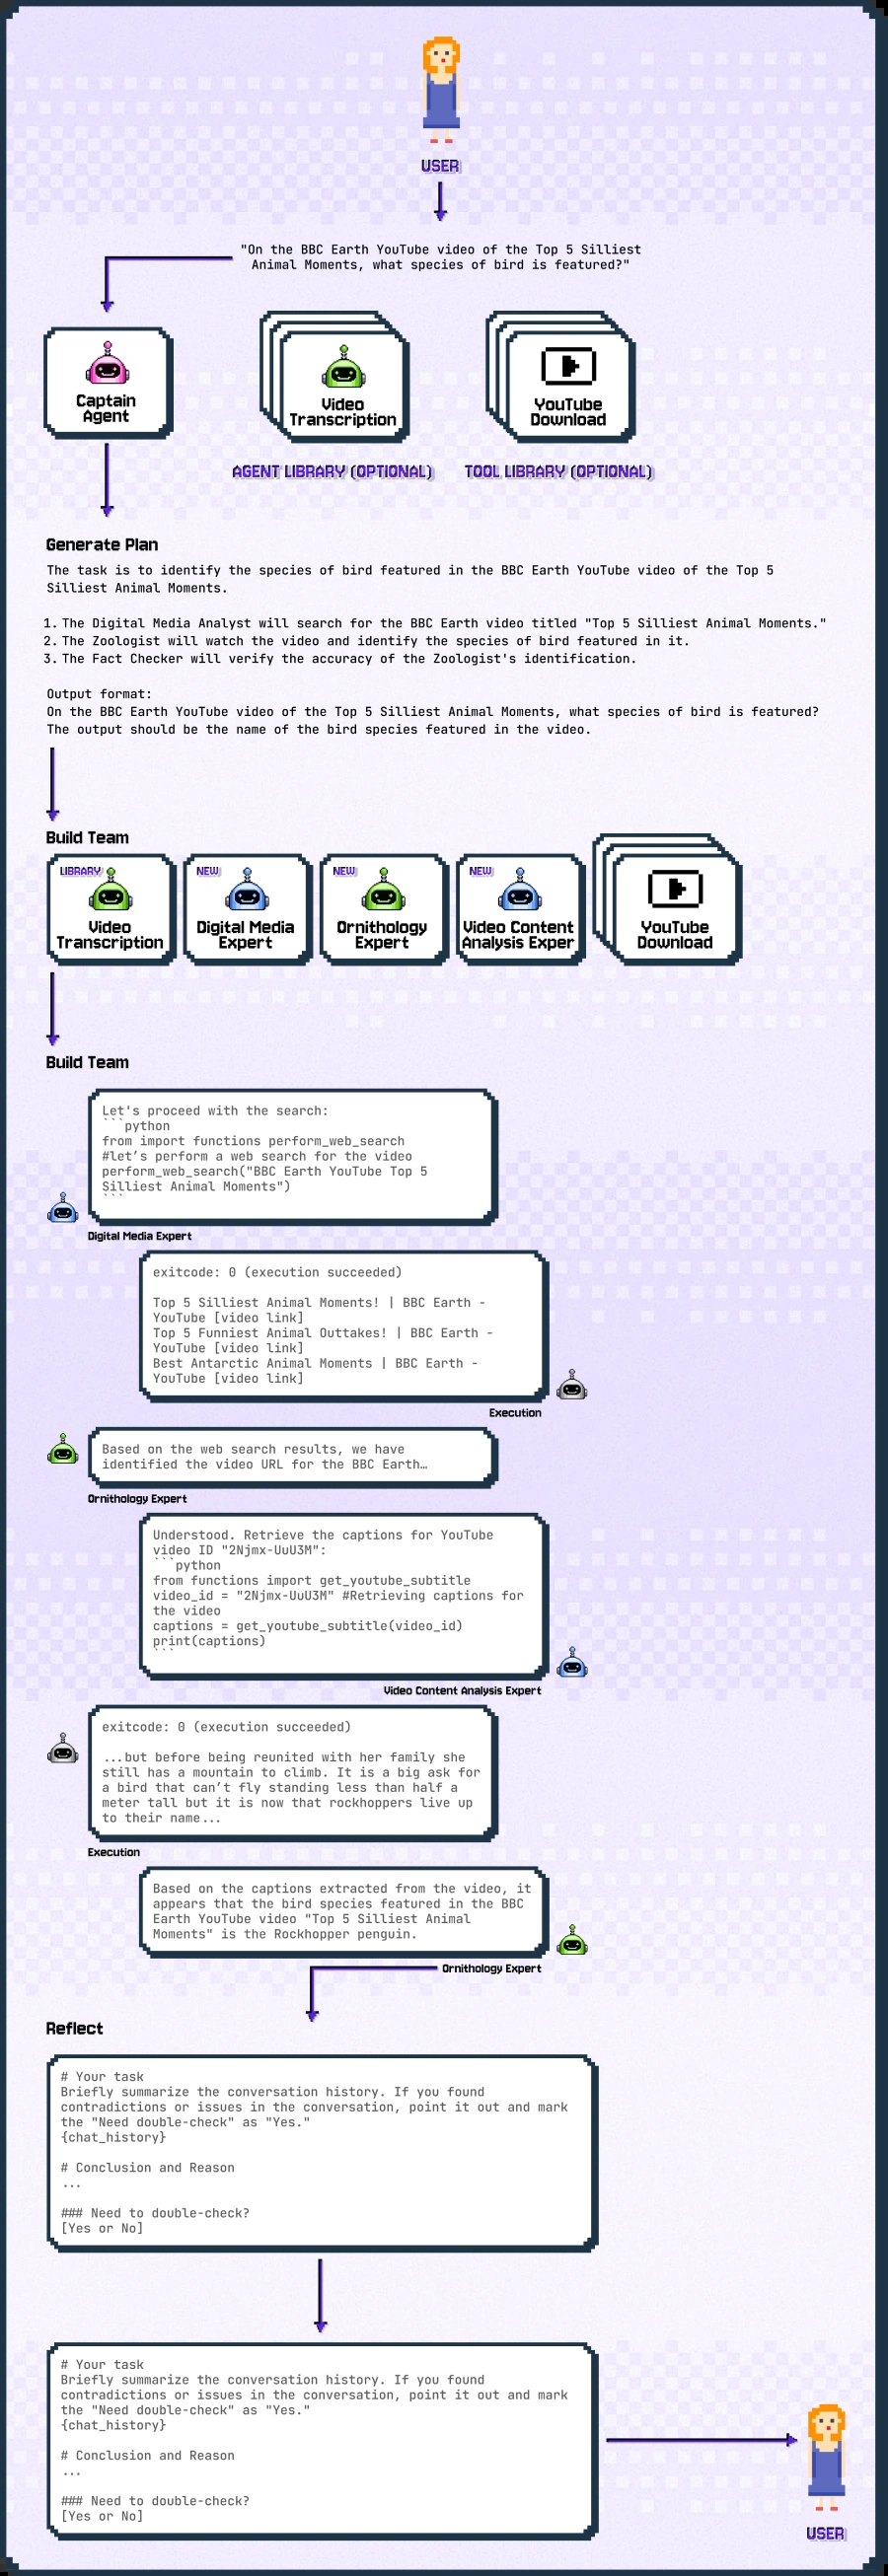 USER
"On the BBC Earth YouTube video of the Top 5 Silliest
Animal Moments, what species of bird is featured?"
Captain
Agent
Video
Transcription
YouTube
Download
AGENT LIBRARY (OPTIONAL)
TOOL LIBRARY (OPTIONAL)
Generate Plan
The task is to identify the species of bird featured in the BBC Earth YouTube video of the Top 5
Silliest Animal Moments.
1. The Digital Media Analyst will search for the BBC Earth video titled "Top 5 Silliest Animal Moments."
2. The Zoologist will watch the video and identify the species of bird featured in it.
3. The Fact Checker will verify the accuracy of the Zoologist's identification.
Output format:
On the BBC Earth YouTube video of the Top 5 Silliest Animal Moments, what species of bird is featured?
The output should be the name of the bird species featured in the video.
Build Team
LIBRARY
Video
Transcription
NEW
Digital Media
Expert
NEW
Ornithology
Expert
NEW
Video Content
Analysis Exper
YouTube
Download
Build Team
Let's proceed with the search:
```python
from import functions perform_web_search
#let’s perform a web search for the video
perform_web_search("BBC Earth YouTube Top 5
Silliest Animal Moments")
```
Digital Media Expert
exitcode: 0 (execution succeeded)
Top 5 Silliest Animal Moments! | BBC Earth -
YouTube [video link]
Top 5 Funniest Animal Outtakes! | BBC Earth -
YouTube [video link]
Best Antarctic Animal Moments | BBC Earth -
YouTube [video link]
Execution
Based on the web search results, we have
identified the video URL for the BBC Earth…
Ornithology Expert
Understood. Retrieve the captions for YouTube
video ID "2Njmx-UuU3M":
```python
from functions import get_youtube_subtitle
video_id = "2Njmx-UuU3M" #Retrieving captions for
the video
captions = get_youtube_subtitle(video_id)
print(captions)
```
Video Content Analysis Expert
exitcode: 0 (execution succeeded)
...but before being reunited with her family she
still has a mountain to climb. It is a big ask for
a bird that can’t fly standing less than half a
meter tall but it is now that rockhoppers live up
to their name...
Execution
Based on the captions extracted from the video, it
appears that the bird species featured in the BBC
Earth YouTube video "Top 5 Silliest Animal
Moments" is the Rockhopper penguin.
Ornithology Expert
Reflect
# Your task
Briefly summarize the conversation history. If you found
contradictions or issues in the conversation, point it out and mark
the "Need double-check" as "Yes."
{chat_history}
# Conclusion and Reason
...
### Need to double-check?
[Yes or No]
# Your task
Briefly summarize the conversation history. If you found
contradictions or issues in the conversation, point it out and mark
the "Need double-check" as "Yes."
{chat_history}
# Conclusion and Reason
...
### Need to double-check?
[Yes or No]
USER